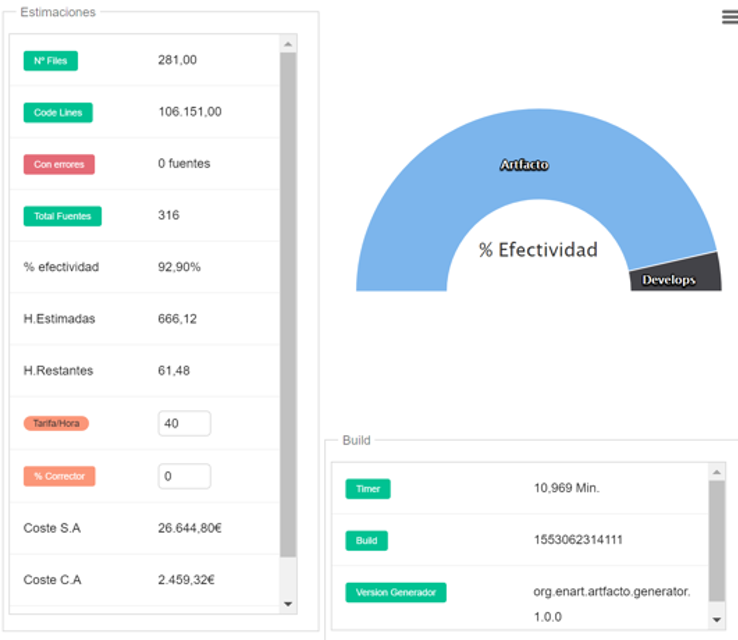 Estimaciones
Nº Files 281,00
Code Lines 106.151,00
Con errores 0 fuentes
Total Fuentes 316
% efectividad 92,90%
H.Estimadas 666,12
H.Restantes 61,48
Tarifa/Hora 40
% Corrector 0
Coste S.A 26.644,80€
Coste C.A 2.459,32€
Artfacto
% Efectividad
Develops
Build
Timer 10,969 Min.
Build 1553062314111
Version Generador org.enart.artfacto.generator.
1.0.0